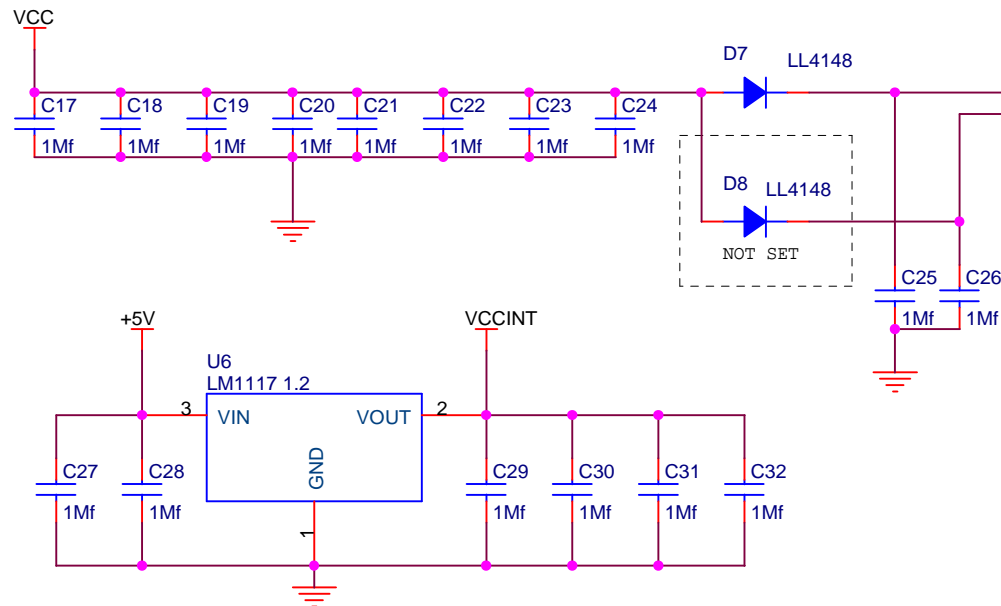 VCC
D7
LL4148
C17
C18
C19
C20
C21
C22
C23
C24
1Mf
1Mf
1Mf
1Mf
1Mf
1Mf
1Mf
1Mf
D8
LL4148
NOT SET
C25
C26
1Mf
1Mf
+5V
VCCINT
U6
LM1117 1.2
3
VIN
VOUT
2
GND
1
C27
C28
C29
C30
C31
C32
1Mf
1Mf
1Mf
1Mf
1Mf
1Mf